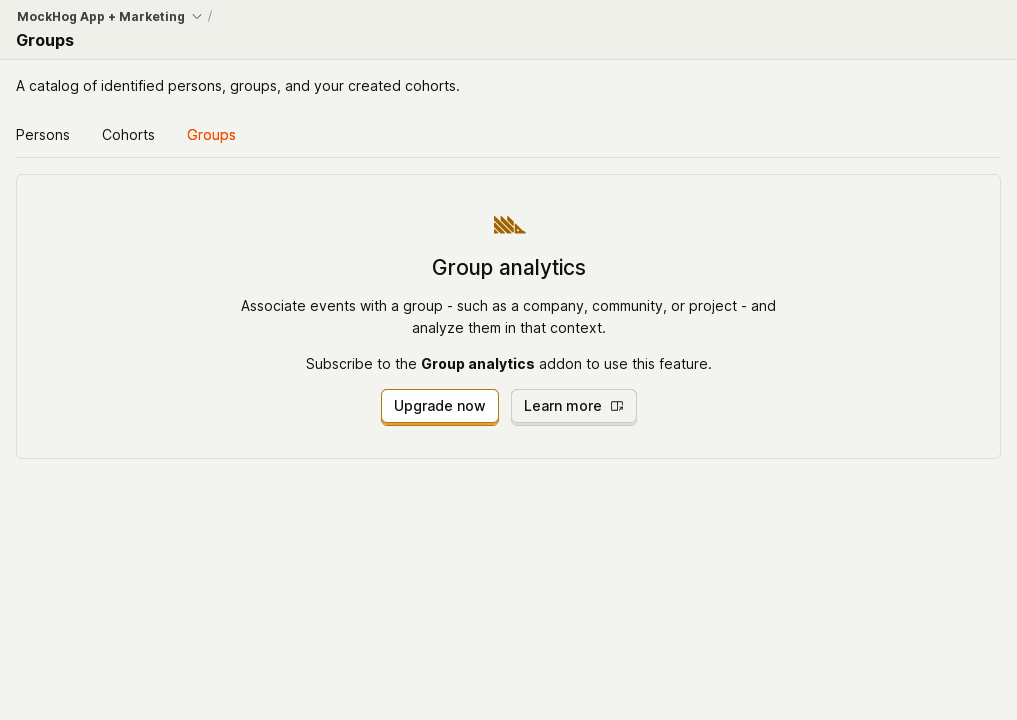 MockHog App + Marketing /
Groups
A catalog of identified persons, groups, and your created cohorts.
Persons Cohorts Groups
Group analytics
Associate events with a group - such as a company, community, or project - and
analyze them in that context.
Subscribe to the Group analytics addon to use this feature.
Upgrade now Learn more